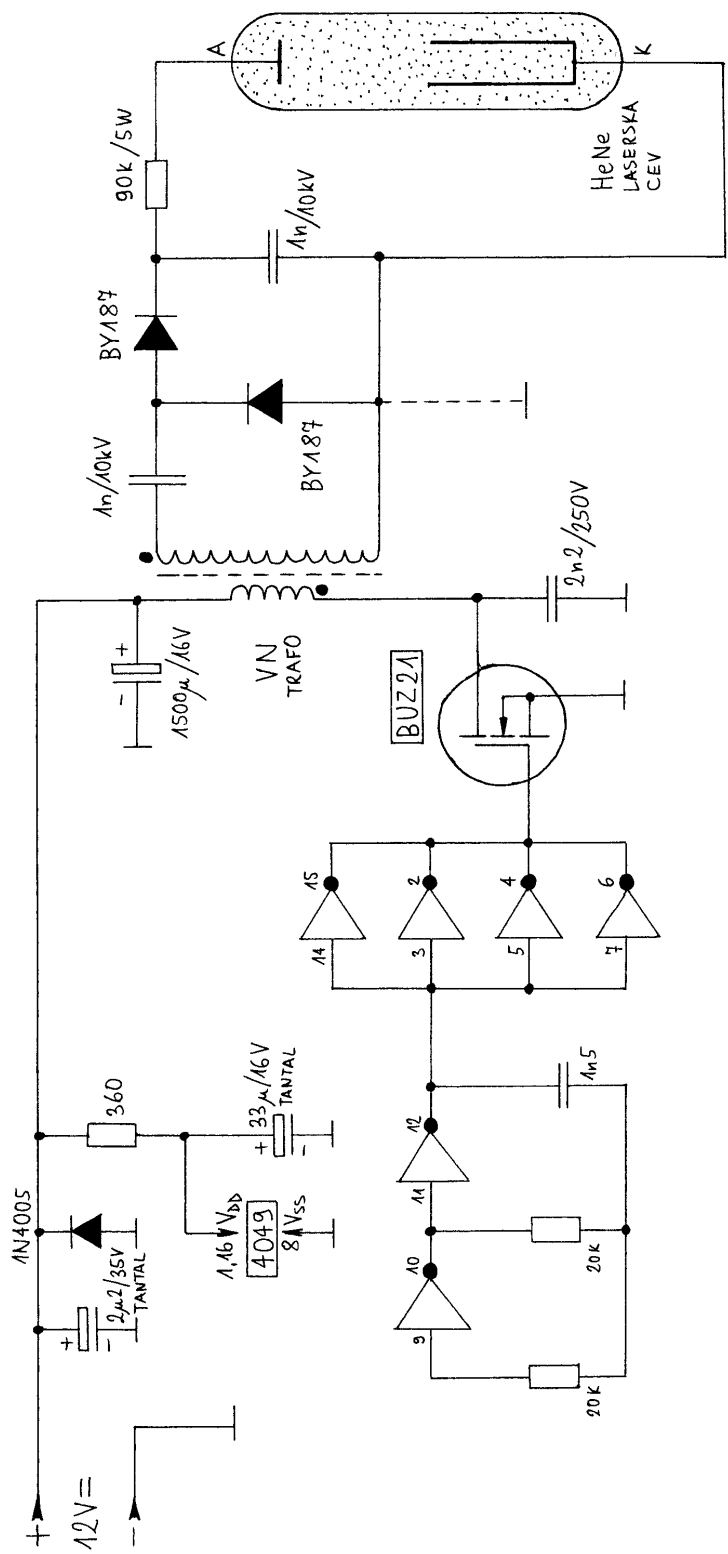 +
12V=
-
+
-
2µ2/35V
TANTAL
1N4005
360
1,16 VDD
4049
8 VSS
+
-
33µ/16V
TANTAL
+
-
1500µ/16V
VN
TRAFO
1n/10kV
BY187
BY187
1n/10kV
90k/5W
A
K
HeNe
LASERSKA
CEV
9
10
11
12
20K
20K
1n5
14
15
3
2
5
4
7
6
BUZ21
2n2/250V